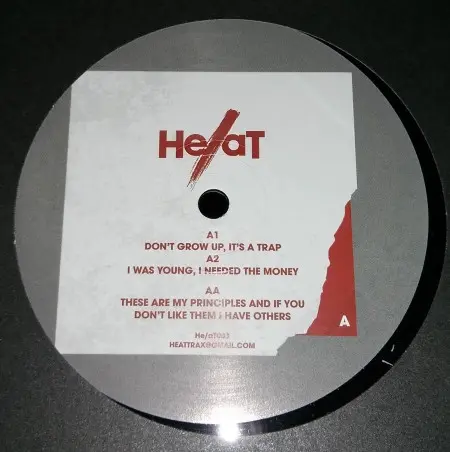 He/aT
A1
DON'T GROW UP, IT'S A TRAP
A2
I WAS YOUNG, I NEEDED THE MONEY
AA
THESE ARE MY PRINCIPLES AND IF YOU
DON'T LIKE THEM I HAVE OTHERS
A
He/aT033
HEATTRAX@GMAIL.COM